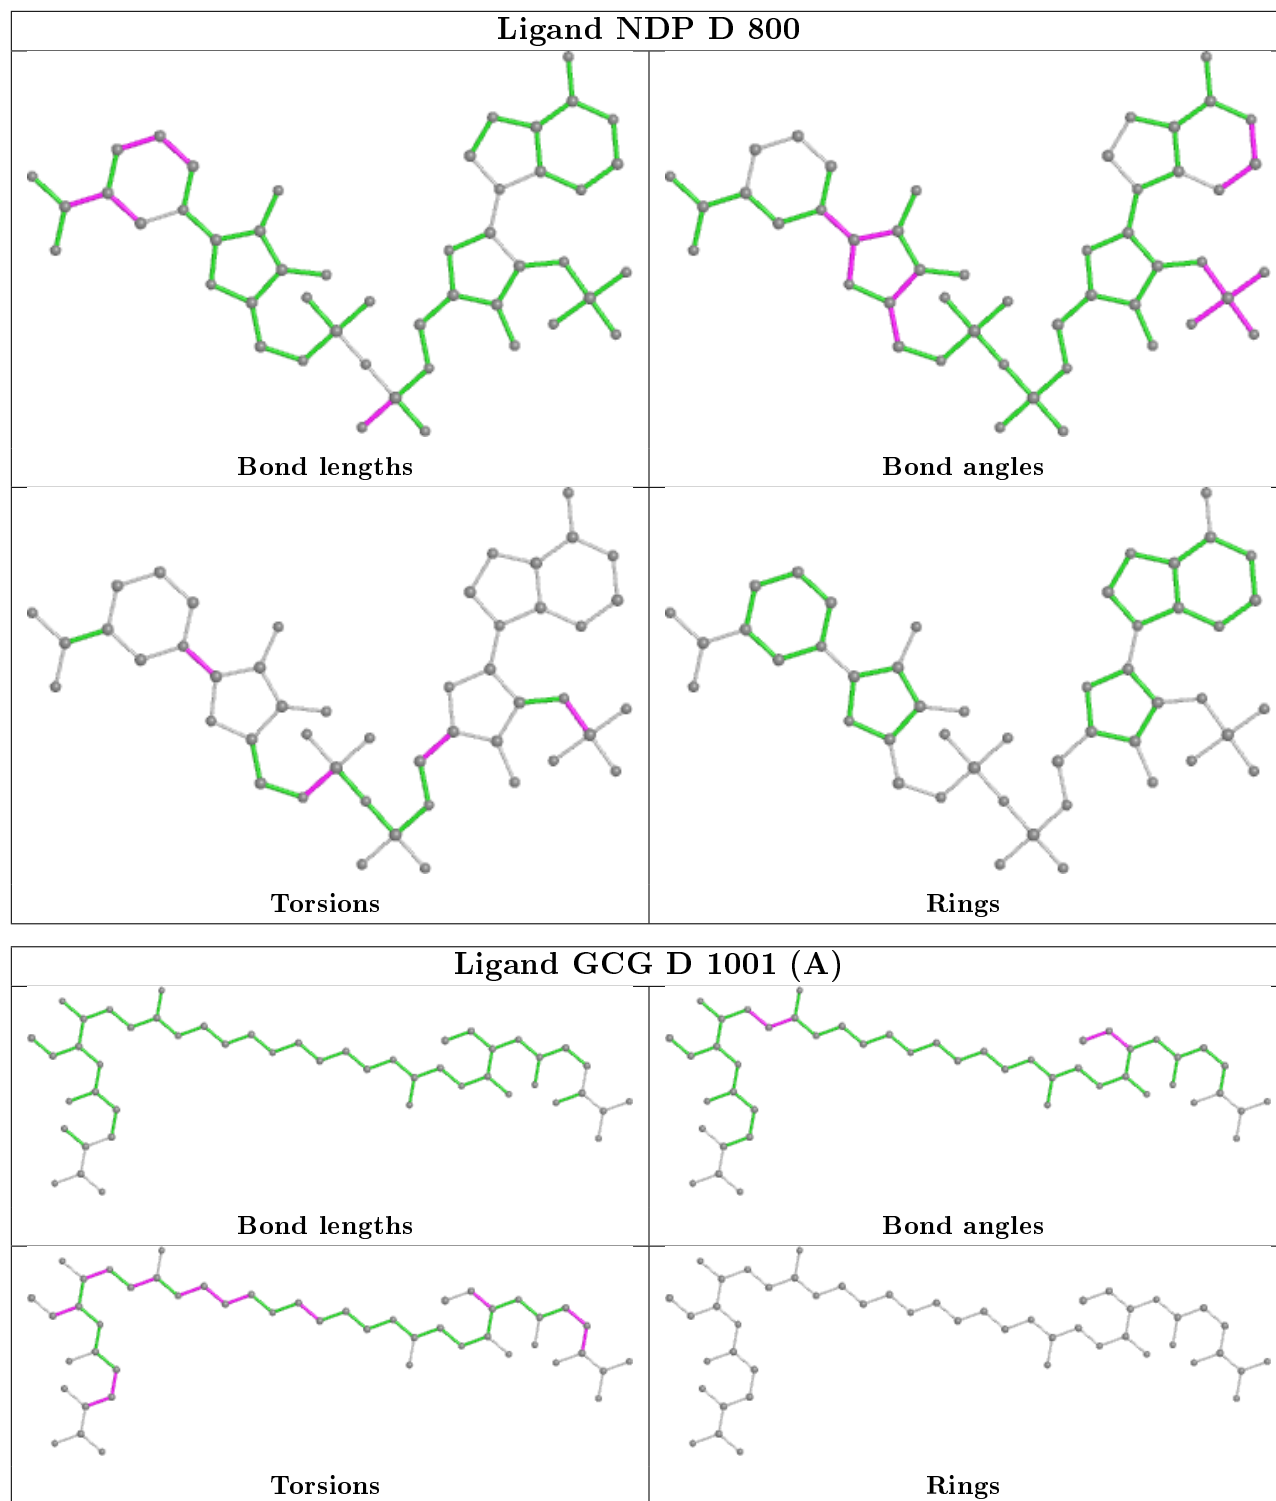 Ligand NDP D 800
Bond lengths
Bond angles
Torsions
Rings
Ligand GCG D 1001 (A)
Bond lengths
Bond angles
Torsions
Rings